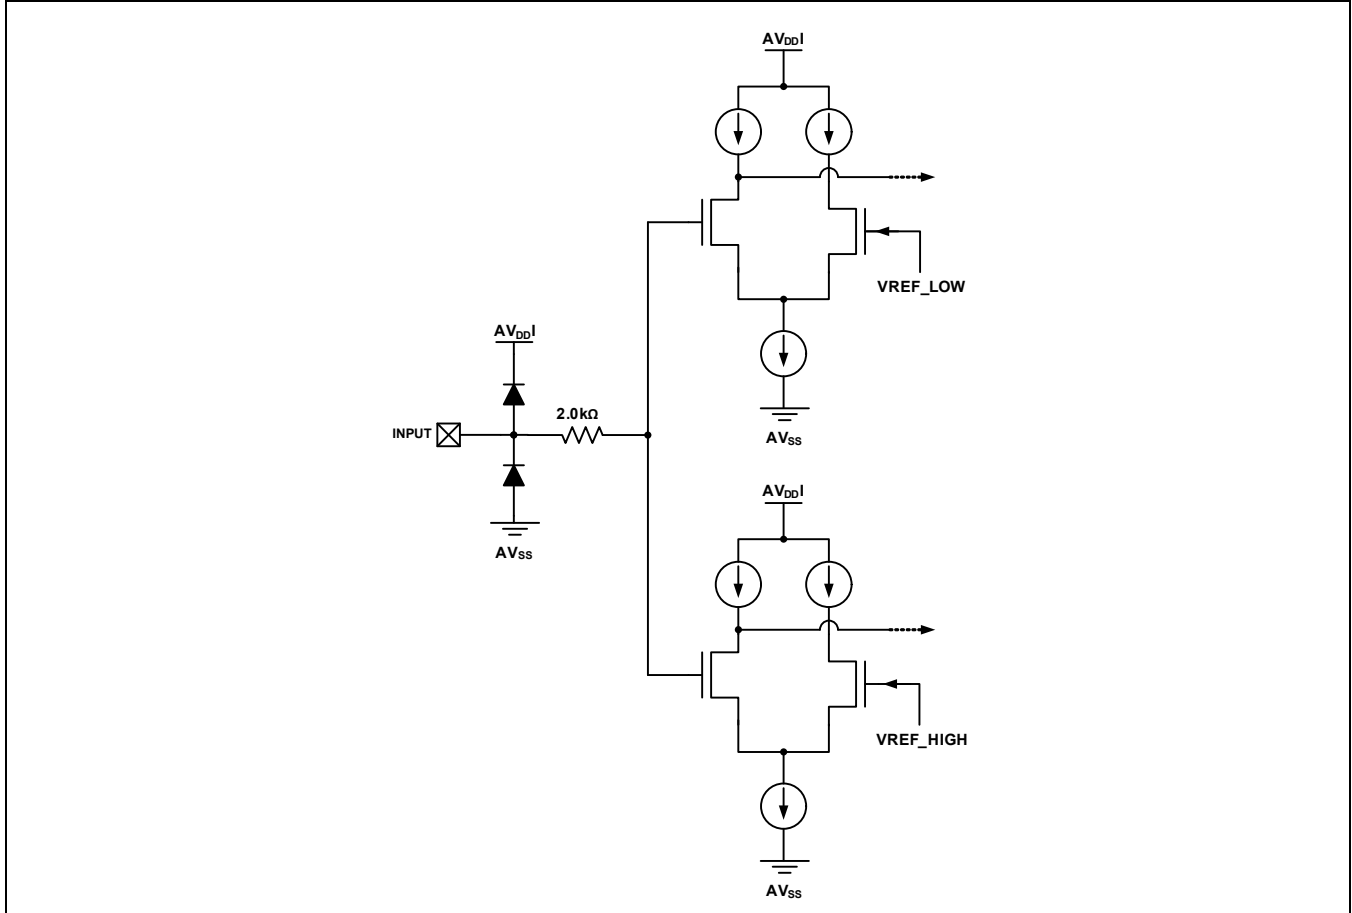 AVDDI
VREF_LOW
AVDDI
2.0kΩ
INPUT
AVSS
AVSS
AVDDI
VREF_HIGH
AVSS